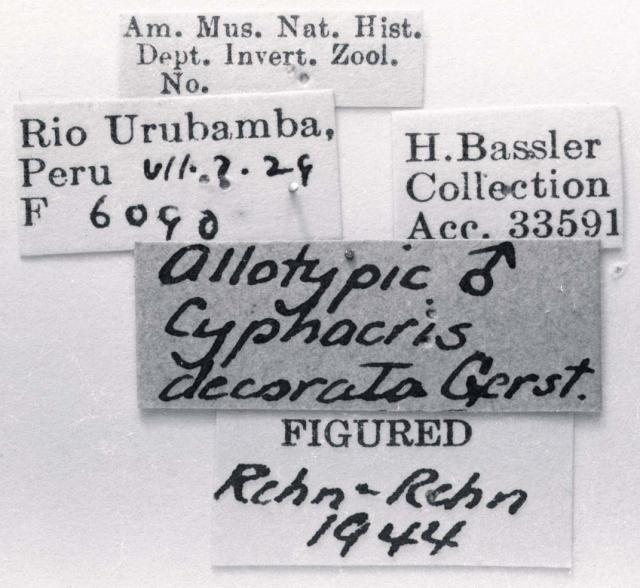 Am. Mus. Nat. Hist.
Dept. Invert. Zool.
No.
Rio Urubamba,
Peru VII.?.29
F 6090
H. Bassler
Collection
Acc. 33591
Allotypic ♂
Cyphacris
decorata Gerst.
FIGURED
Rehn-Rehn
1944